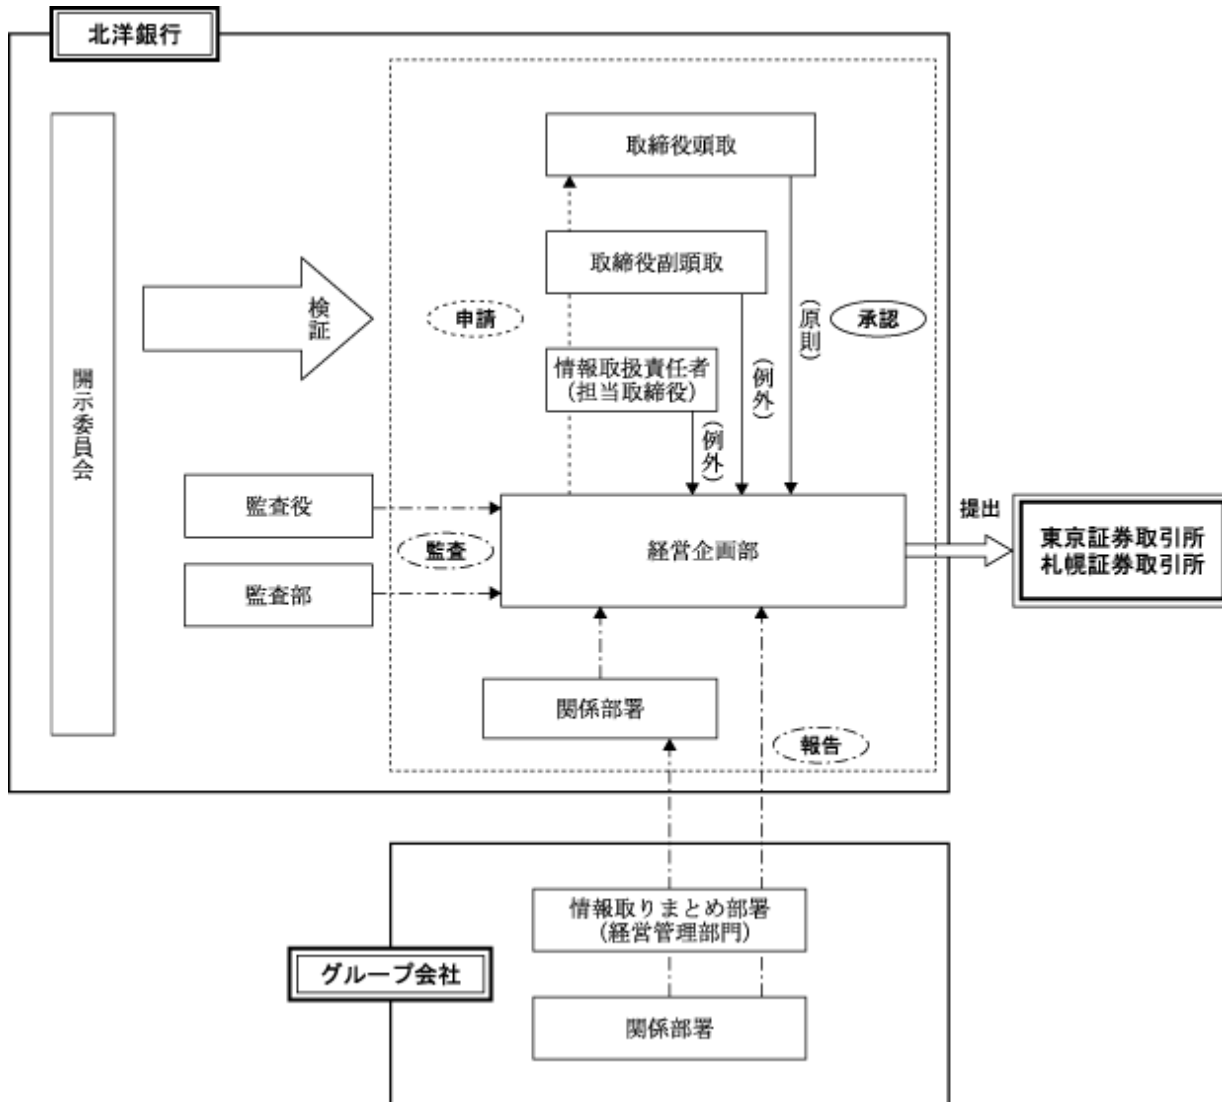 北洋銀行
取締役頭取
取締役副頭取
検証
申請
(原則)
承認
情報取扱責任者
(担当取締役)
(例外)
(例外)
開示委員会
監査役
監査
監査部
経営企画部
提出
東京証券取引所
札幌証券取引所
関係部署
報告
情報取りまとめ部署
(経営管理部門)
グループ会社
関係部署